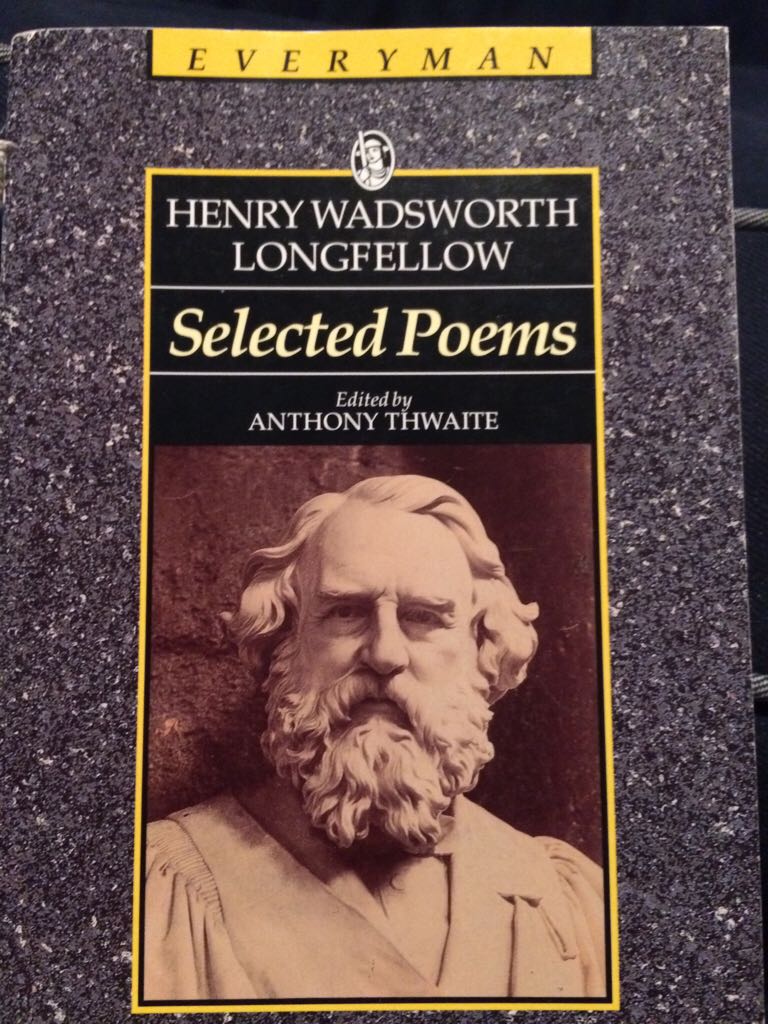 EVERYMAN
HENRY WADSWORTH
LONGFELLOW
Selected Poems
Edited by
ANTHONY THWAITE